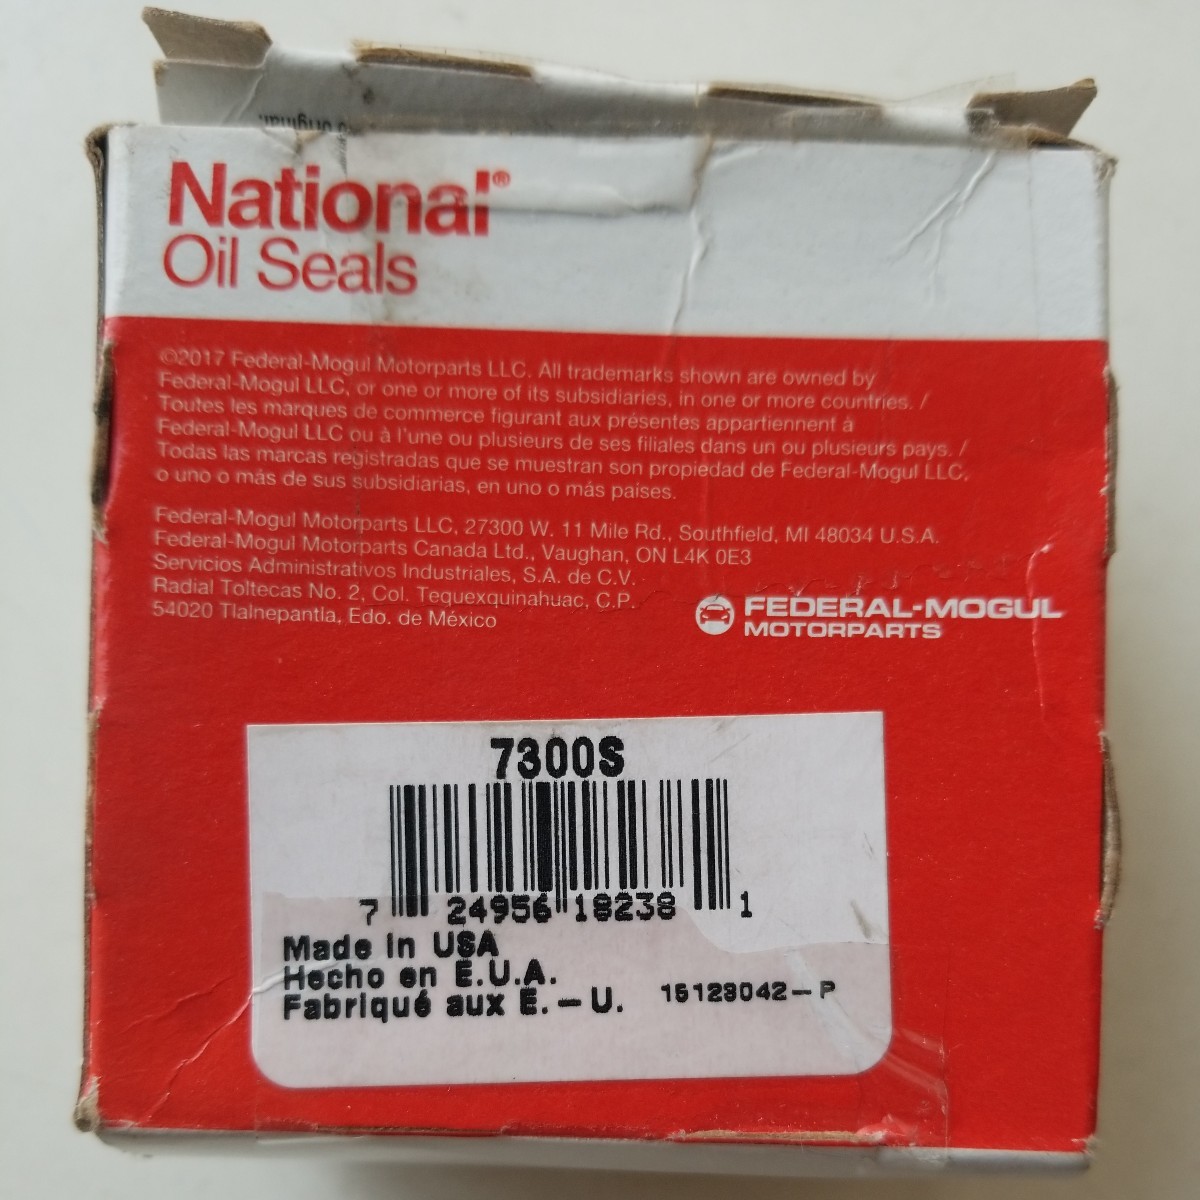 o original.
National®
Oil Seals
©2017 Federal-Mogul Motorparts LLC. All trademarks shown are owned by
Federal-Mogul LLC, or one or more of its subsidiaries, in one or more countries. /
Toutes les marques de commerce figurant aux présentes appartiennent à
Federal-Mogul LLC ou à l'une ou plusieurs de ses filiales dans un ou plusieurs pays. /
Todas las marcas registradas que se muestran son propiedad de Federal-Mogul LLC,
o uno o más de sus subsidiarias, en uno o más paises.
Federal-Mogul Motorparts LLC, 27300 W. 11 Mile Rd., Southfield, MI 48034 U.S.A.
Federal-Mogul Motorparts Canada Ltd., Vaughan, ON L4K 0E3
Servicios Administrativos Industriales, S.A. de C.V.
Radial Toltecas No. 2, Col. Tequexquinahuac, C.P.
54020 Tlalnepantla, Edo. de México
FEDERAL-MOGUL
MOTORPARTS
7300S
7 24956 18238 1
Made in USA
Hecho en E.U.A.
Fabriqué aux E.-U.
15123042-P